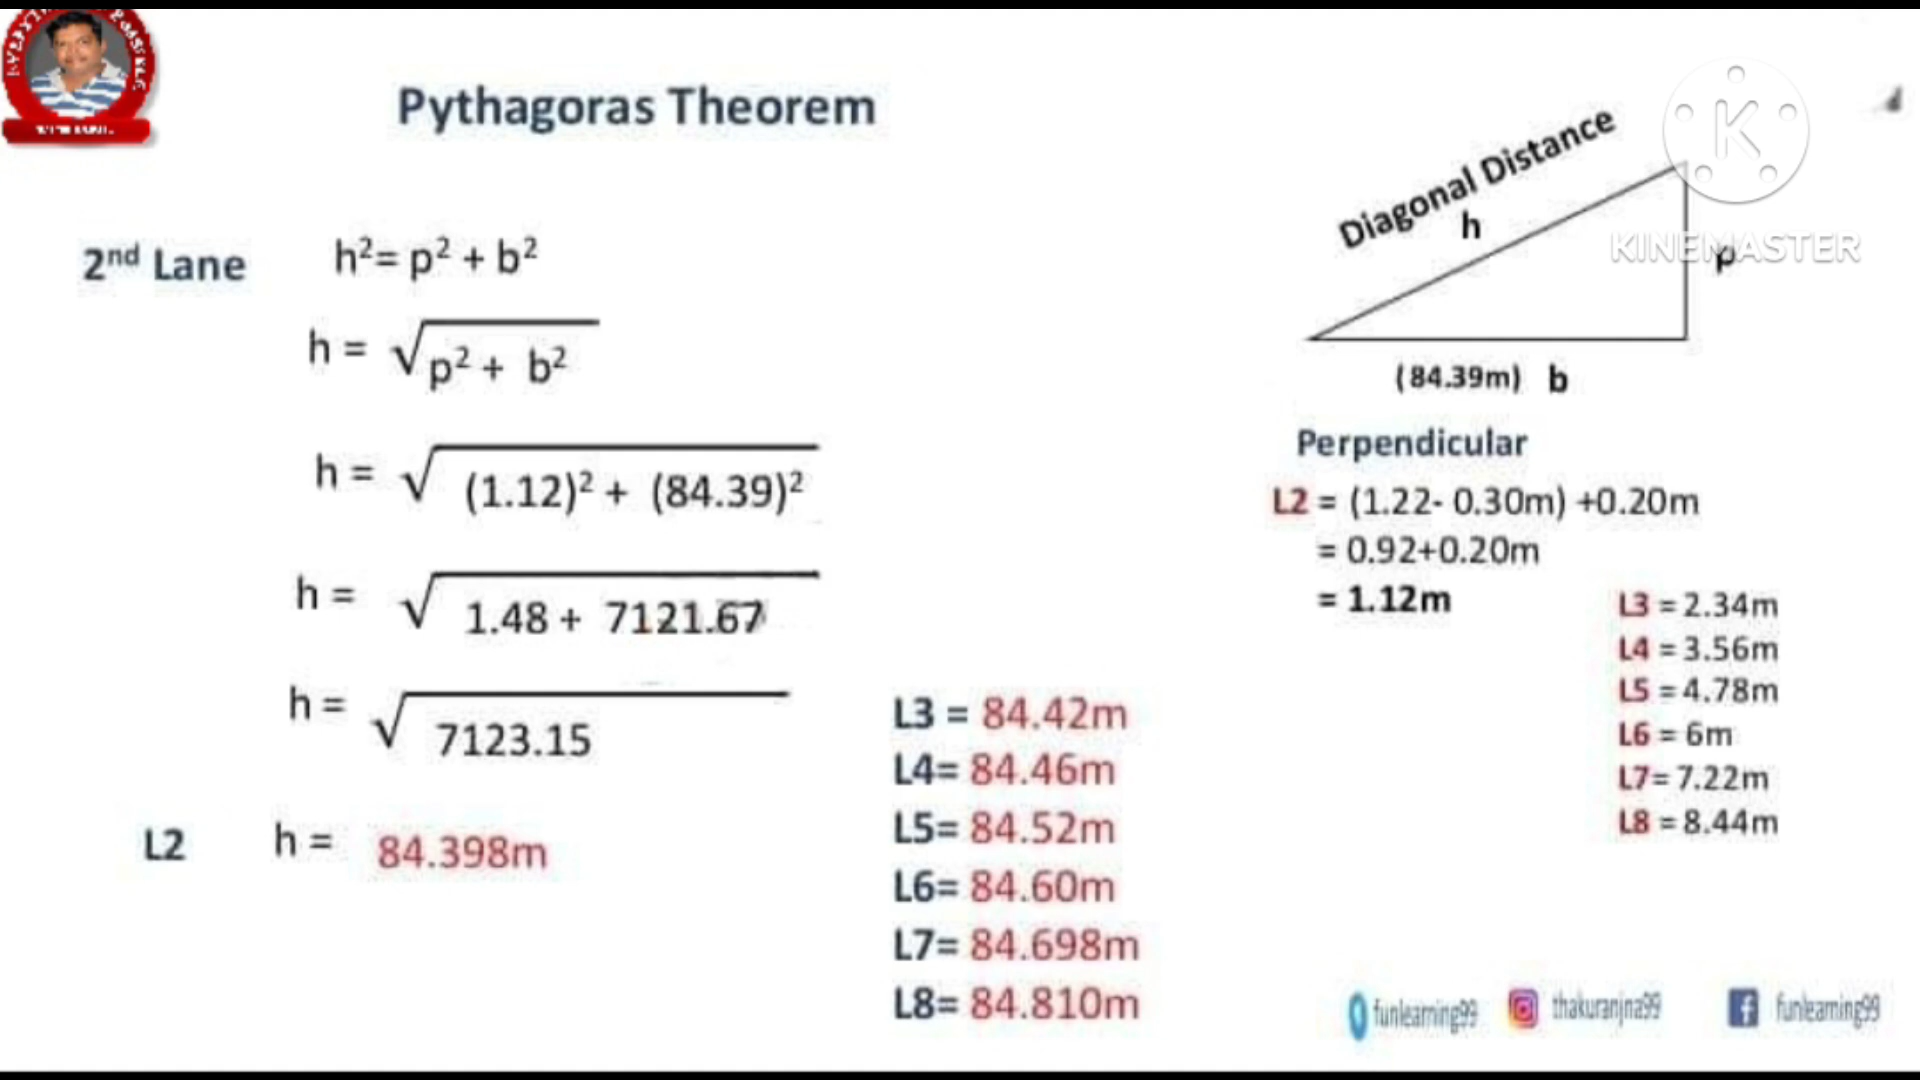 Pythagoras Theorem
2nd Lane
h²= p² + b²
h = √p² + b²
h = √ (1.12)² + (84.39)²
h = √ 1.48 + 7121.67
h = √ 7123.15
L2 h = 84.398m
L3 = 84.42m
L4= 84.46m
L5= 84.52m
L6= 84.60m
L7= 84.698m
L8= 84.810m
Diagonal Distance
h
K
KINEMASTER
p
(84.39m) b
Perpendicular
L2 = (1.22- 0.30m) +0.20m
= 0.92+0.20m
= 1.12m
L3 = 2.34m
L4 = 3.56m
L5 = 4.78m
L6 = 6m
L7= 7.22m
L8 = 8.44m
funlearning99 thakuranjna99 funlearning99